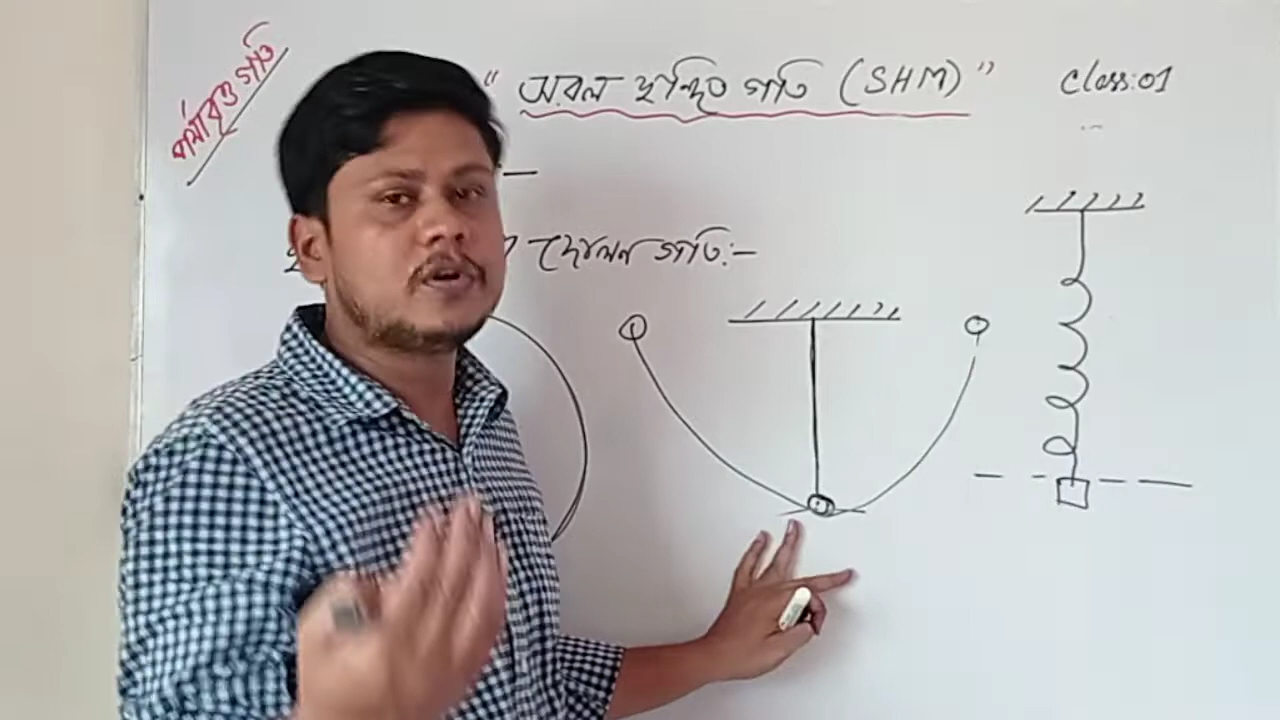 পর্যাবৃত্ত গতি
"সরল ছন্দিত গতি (SHM)"
Class:01
দোলন গতি:-